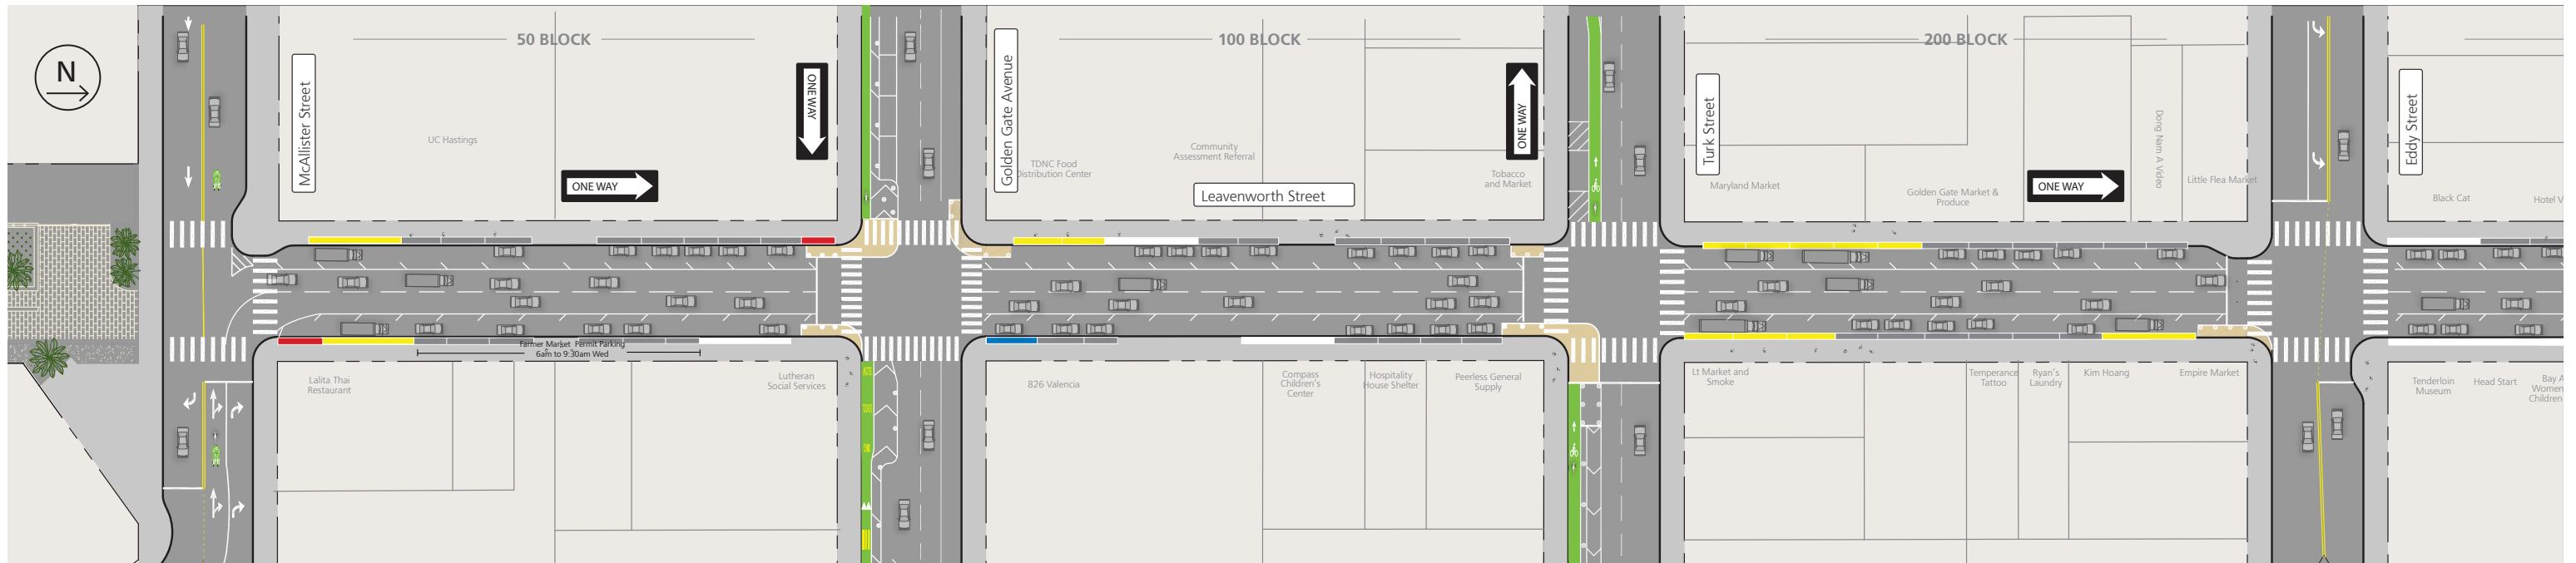 50 BLOCK
100 BLOCK
200 BLOCK
N
McAllister Street
ONE WAY
Golden Gate Avenue
ONE WAY
Turk Street
Eddy Street
UC Hastings
ONE WAY
TDNC Food
Distribution Center
Community
Assessment Referral
Leavenworth Street
Tobacco
and Market
Maryland Market
Golden Gate Market &
Produce
ONE WAY
Dong Nam A Video
Little Flea Market
Black Cat
Hotel V
Farmer Market Permit Parking
6am to 9:30am Wed
Lalita Thai
Restaurant
Lutheran
Social Services
826 Valencia
Compass
Children's
Center
Hospitality
House Shelter
Peerless General
Supply
Lt Market and
Smoke
Temperance
Tattoo
Ryan's
Laundry
Kim Hoang
Empire Market
Tenderloin
Museum
Head Start
Bay A
Women
Children